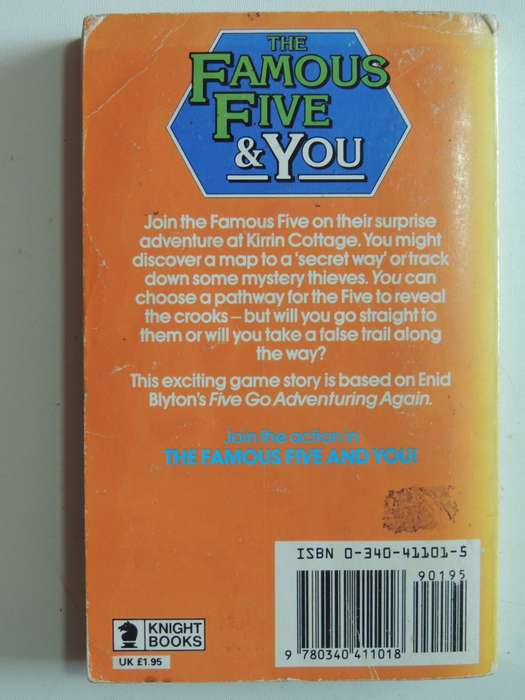 THE
FAMOUS
FIVE
& YOU
Join the Famous Five on their surprise
adventure at Kirrin Cottage. You might
discover a map to a 'secret way' or track
down some mystery thieves. You can
choose a pathway for the Five to reveal
the crooks – but will you go straight to
them or will you take a false trail along
the way?
This exciting game story is based on Enid
Blyton's Five Go Adventuring Again.
Join the action in
THE FAMOUS FIVE AND YOU!
ISBN 0-340-41101-5
90195
9 780340 411018
KNIGHT
BOOKS
UK £1.95